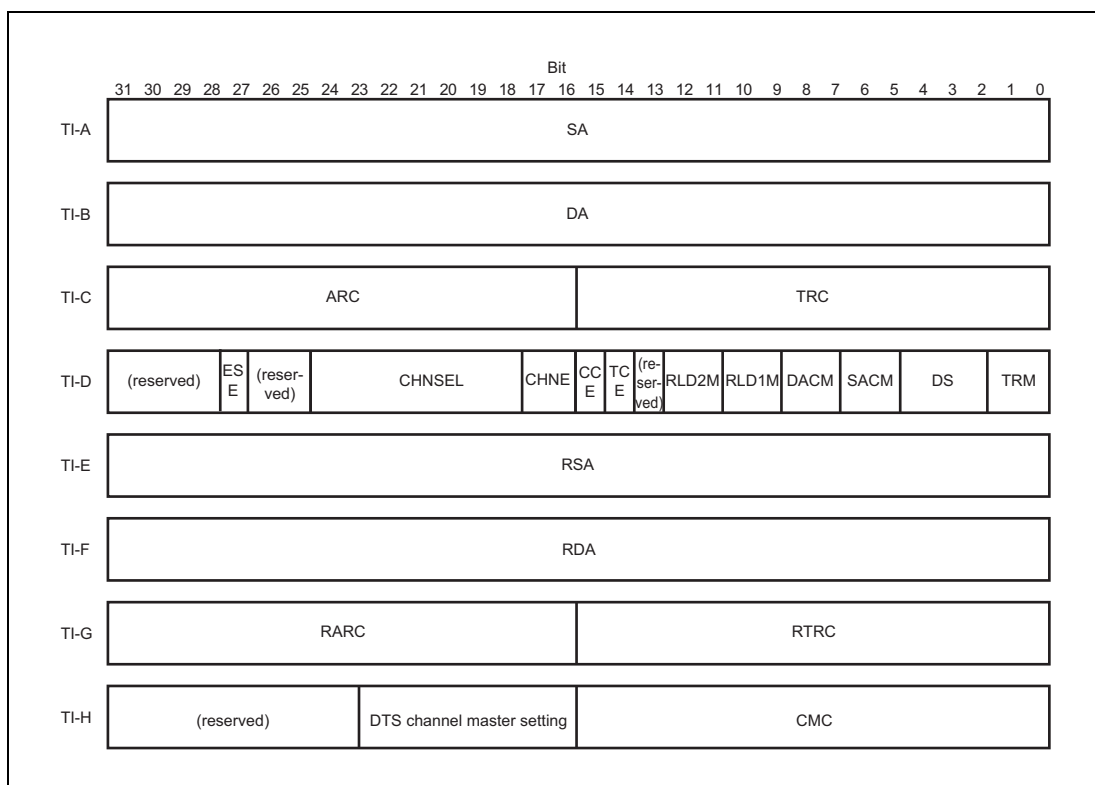 Bit
31 30 29 28 27 26 25 24 23 22 21 20 19 18 17 16 15 14 13 12 11 10 9 8 7 6 5 4 3 2 1 0
TI-A SA
TI-B DA
TI-C ARC TRC
TI-D (reserved) ES E (reser- ved) CHNSEL CHNE CC E TC E (re- ser- ved) RLD2M RLD1M DACM SACM DS TRM
TI-E RSA
TI-F RDA
TI-G RARC RTRC
TI-H (reserved) DTS channel master setting CMC